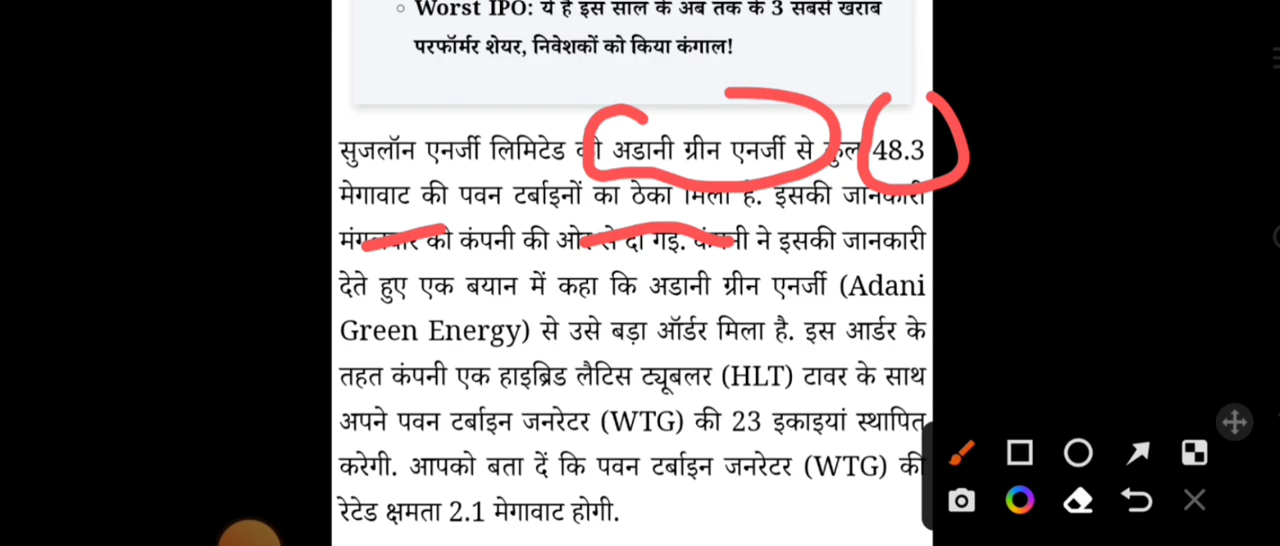 Worst IPO: ये हैं इस साल के अब तक के 3 सबसे खराब
परफॉर्मर शेयर, निवेशकों को किया कंगाल!
सुजलॉन एनर्जी लिमिटेड को अडानी ग्रीन एनर्जी से कुल 48.3
मेगावाट की पवन टर्बाइनों का ठेका मिला है. इसकी जानकारी
मंगलवार को कंपनी की ओर से दी गई. कंपनी ने इसकी जानकारी
देते हुए एक बयान में कहा कि अडानी ग्रीन एनर्जी (Adani
Green Energy) से उसे बड़ा ऑर्डर मिला है. इस आर्डर के
तहत कंपनी एक हाइब्रिड लैटिस ट्यूबलर (HLT) टावर के साथ
अपने पवन टर्बाइन जनरेटर (WTG) की 23 इकाइयां स्थापित
करेगी. आपको बता दें कि पवन टर्बाइन जनरेटर (WTG) की
रेटेड क्षमता 2.1 मेगावाट होगी.